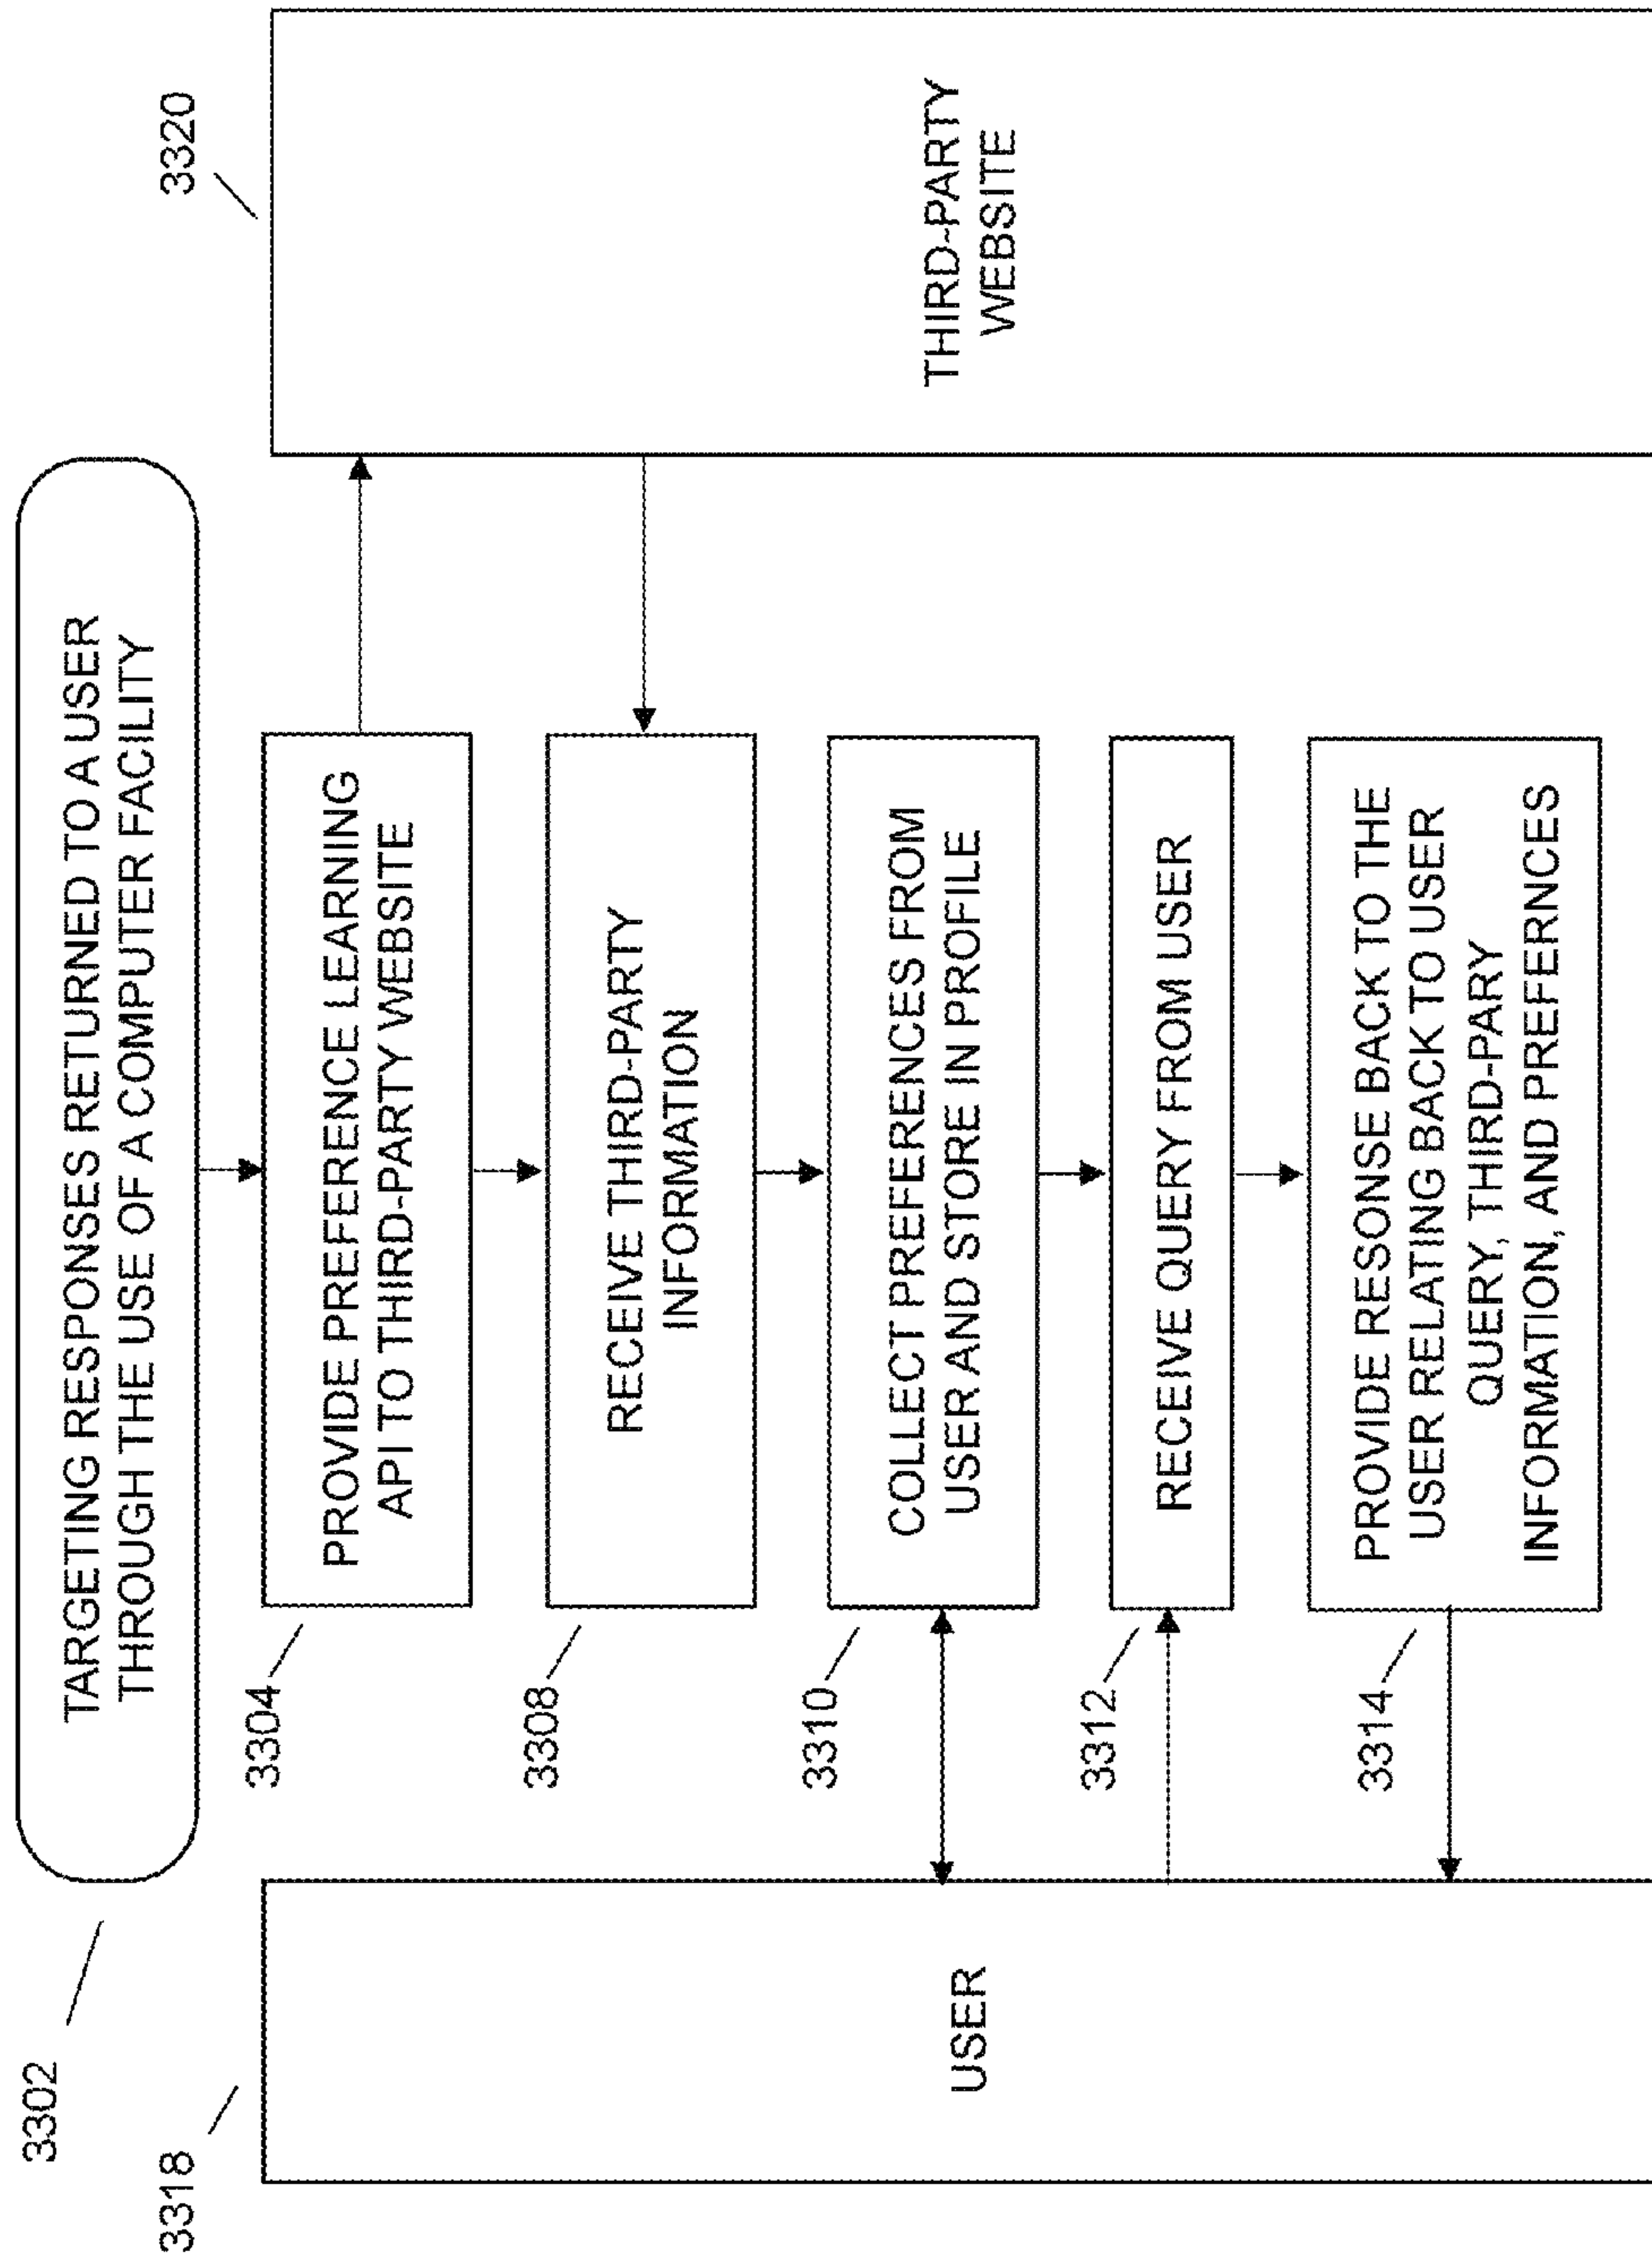 3302
TARGETING RESPONSES RETURNED TO A USER
THROUGH THE USE OF A COMPUTER FACILITY
3318
USER
3304
PROVIDE PREFERENCE LEARNING
API TO THIRD-PARTY WEBSITE
3308
RECEIVE THIRD-PARTY
INFORMATION
3310
COLLECT PREFERENCES FROM
USER AND STORE IN PROFILE
3312
RECEIVE QUERY FROM USER
3314
PROVIDE RESONSE BACK TO THE
USER RELATING BACK TO USER
QUERY, THIRD-PARY
INFORMATION, AND PREFERNCES
3320
THIRD-PARTY
WEBSITE